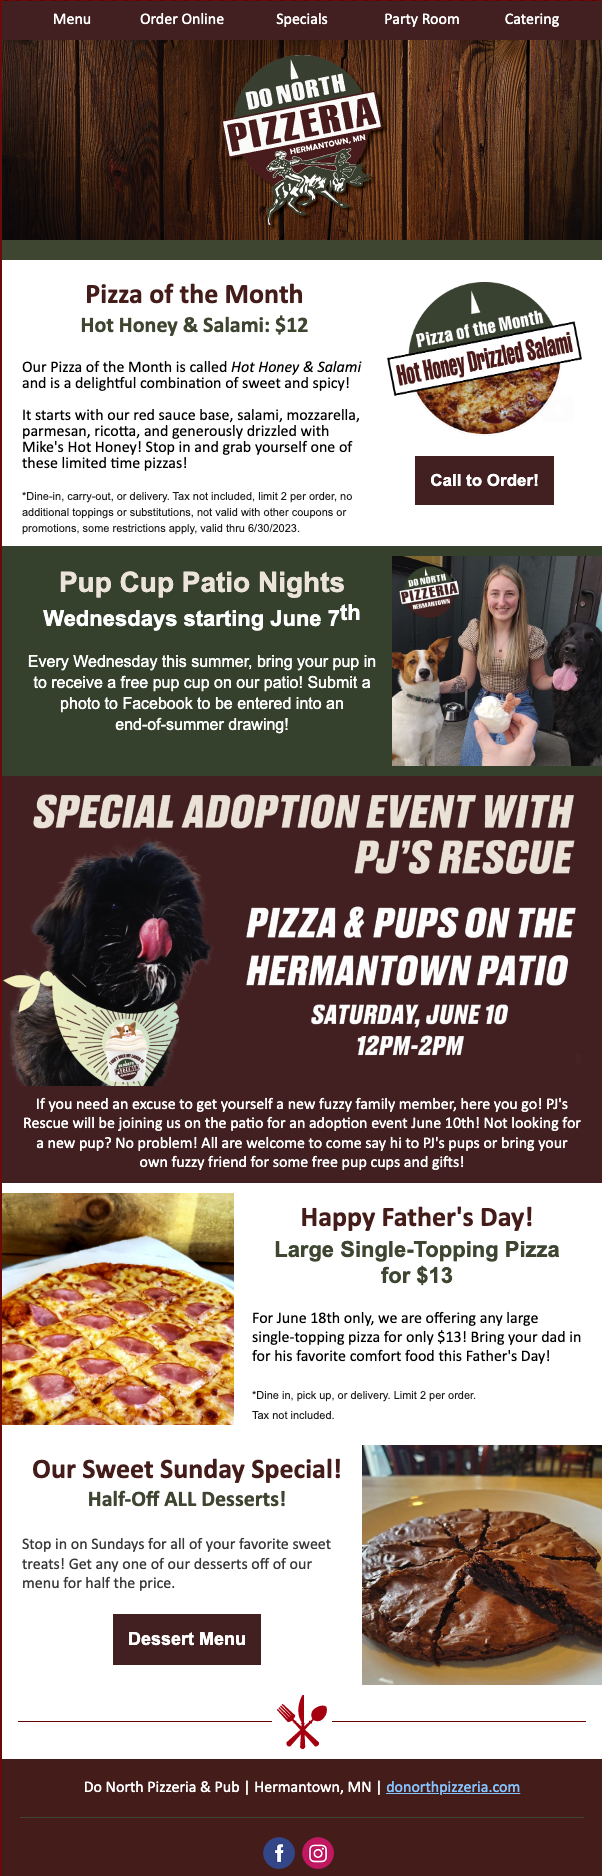 Menu Order Online Specials Party Room Catering
DO NORTH
PIZZERIA
HERMANTOWN, MN
Pizza of the Month
Hot Honey & Salami: $12
Our Pizza of the Month is called Hot Honey & Salami
and is a delightful combination of sweet and spicy!
It starts with our red sauce base, salami, mozzarella,
parmesan, ricotta, and generously drizzled with
Mike's Hot Honey! Stop in and grab yourself one of
these limited time pizzas!
*Dine-in, carry-out, or delivery. Tax not included, limit 2 per order, no
additional toppings or substitutions, not valid with other coupons or
promotions, some restrictions apply, valid thru 6/30/2023.
Pizza of the Month
Hot Honey Drizzled Salami
Call to Order!
Pup Cup Patio Nights
Wednesdays starting June 7th
Every Wednesday this summer, bring your pup in
to receive a free pup cup on our patio! Submit a
photo to Facebook to be entered into an
end-of-summer drawing!
DO NORTH
PIZZERIA
HERMANTOWN
SPECIAL ADOPTION EVENT WITH
PJ'S RESCUE
PIZZA & PUPS ON THE
HERMANTOWN PATIO
SATURDAY, JUNE 10
12PM-2PM
PIZZERIA
If you need an excuse to get yourself a new fuzzy family member, here you go! PJ's
Rescue will be joining us on the patio for an adoption event June 10th! Not looking for
a new pup? No problem! All are welcome to come say hi to PJ's pups or bring your
own fuzzy friend for some free pup cups and gifts!
Happy Father's Day!
Large Single-Topping Pizza
for $13
For June 18th only, we are offering any large
single-topping pizza for only $13! Bring your dad in
for his favorite comfort food this Father's Day!
*Dine in, pick up, or delivery. Limit 2 per order.
Tax not included.
Our Sweet Sunday Special!
Half-Off ALL Desserts!
Stop in on Sundays for all of your favorite sweet
treats! Get any one of our desserts off of our
menu for half the price.
Dessert Menu
Do North Pizzeria & Pub | Hermantown, MN | donorthpizzeria.com